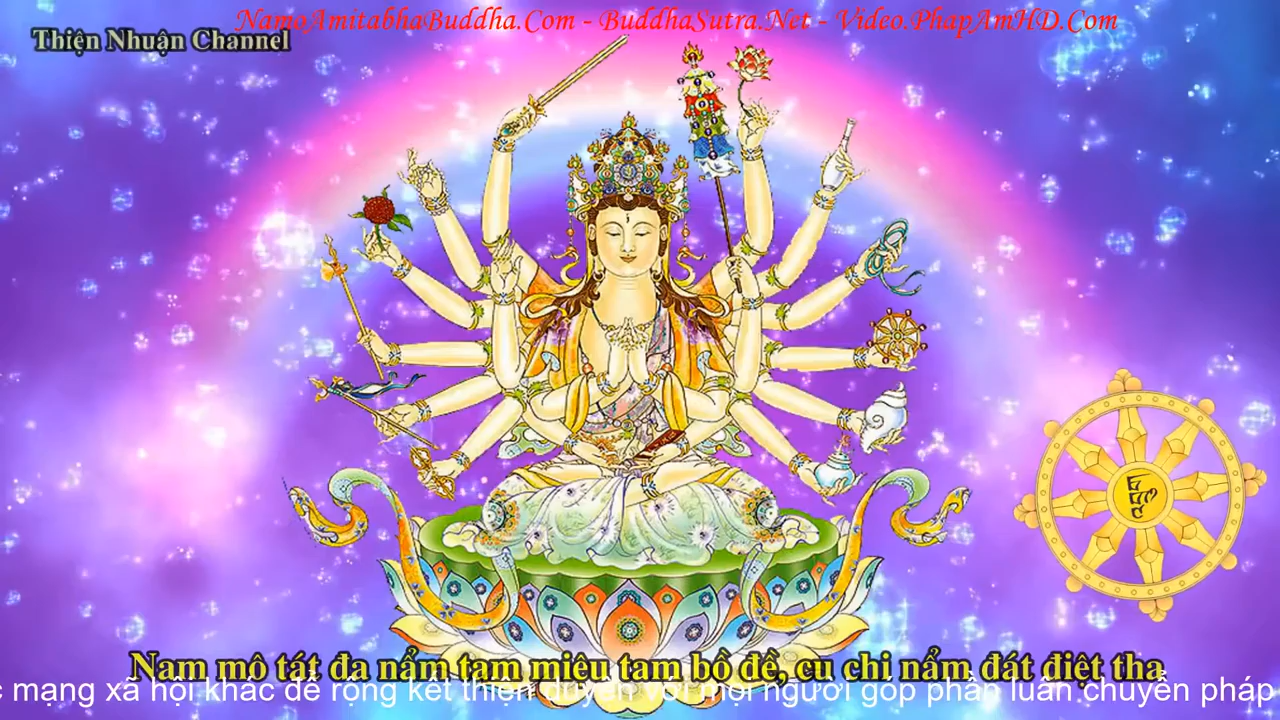 NamoAmitabhaBuddha.Com - BuddhaSutra.Net - Video.PhapAmHD.Com
Thiện Nhuận Channel
Nam mô tát đa nẩm tam miệu tam bồ đề, cu chi nẩm đát điệt tha
mạng xã hội khác để rộng kết thiện duyên với mọi người góp phần luân chuyển pháp